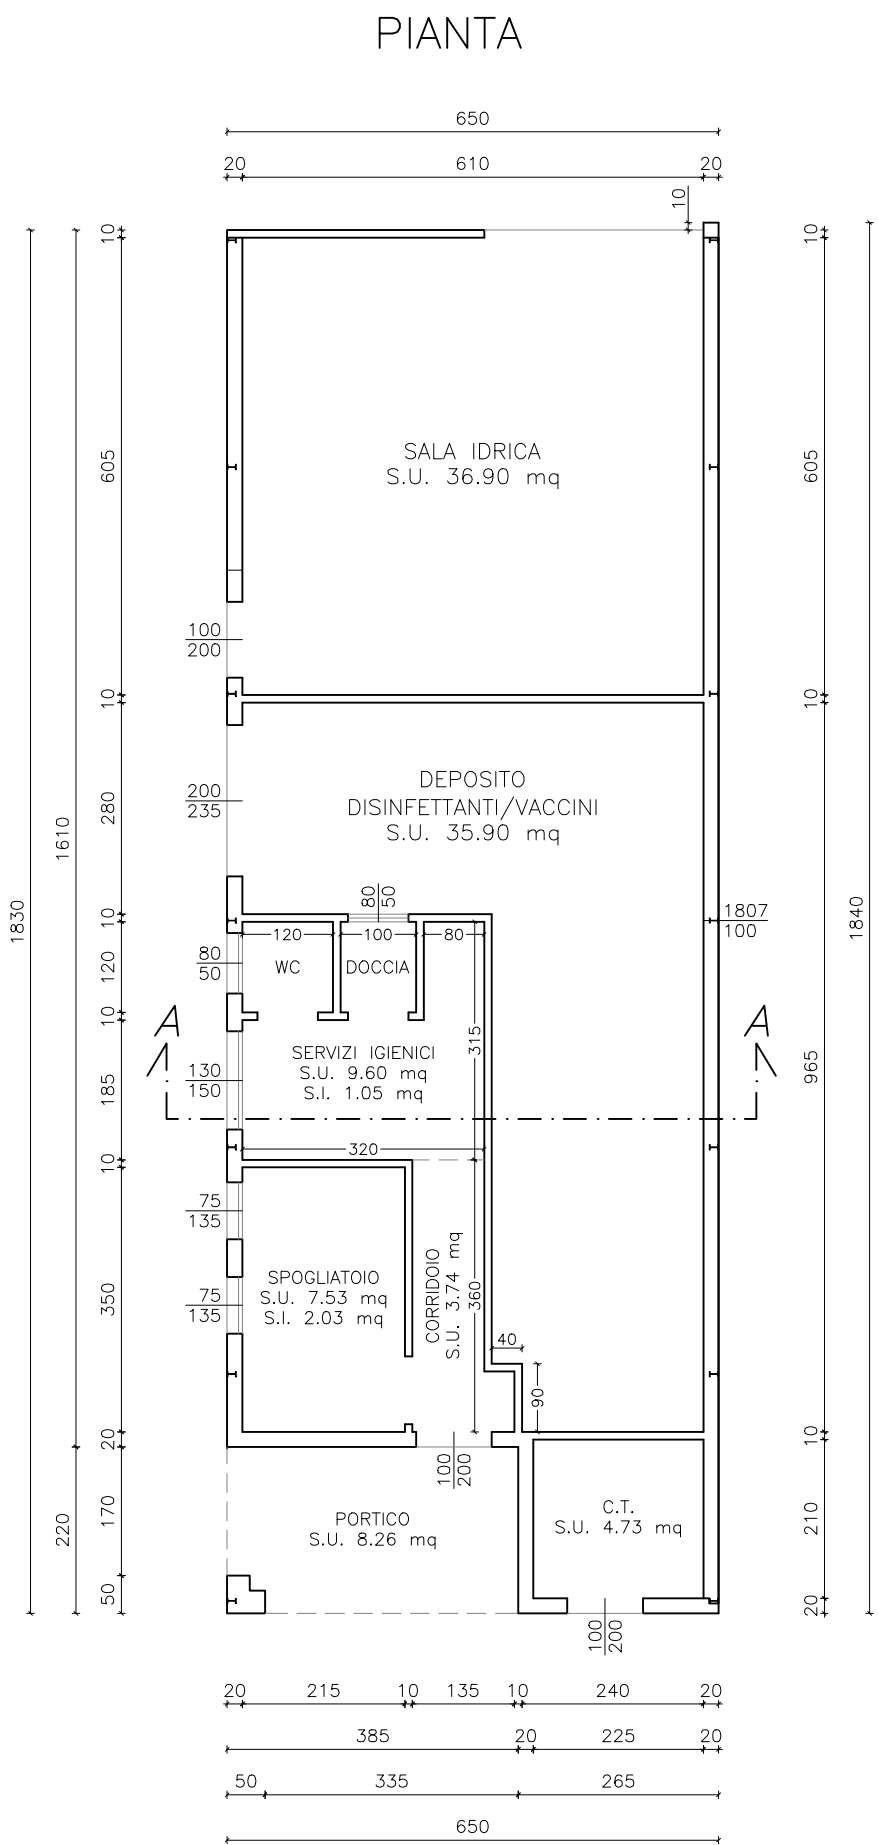 PIANTA
650
20 610 20
10
10
10
605
605
SALA IDRICA
S.U. 36.90 mq
100
200
10
10
DEPOSITO
DISINFETTANTI/VACCINI
S.U. 35.90 mq
200
235
280
1610
1830
1840
80
50
10
1807
100
120 100 80
80
50
WC
DOCCIA
120
10
A
A
SERVIZI IGIENICI
S.U. 9.60 mq
S.I. 1.05 mq
315
130
150
185
965
320
10
75
135
SPOGLIATOIO
S.U. 7.53 mq
S.I. 2.03 mq
CORRIDOIO
S.U. 3.74 mq
360
75
135
350
40
90
20
10
100
200
PORTICO
S.U. 8.26 mq
C.T.
S.U. 4.73 mq
170
220
210
50
20
100
200
20 215 10 135 10 240 20
385 20 225 20
50 335 265
650